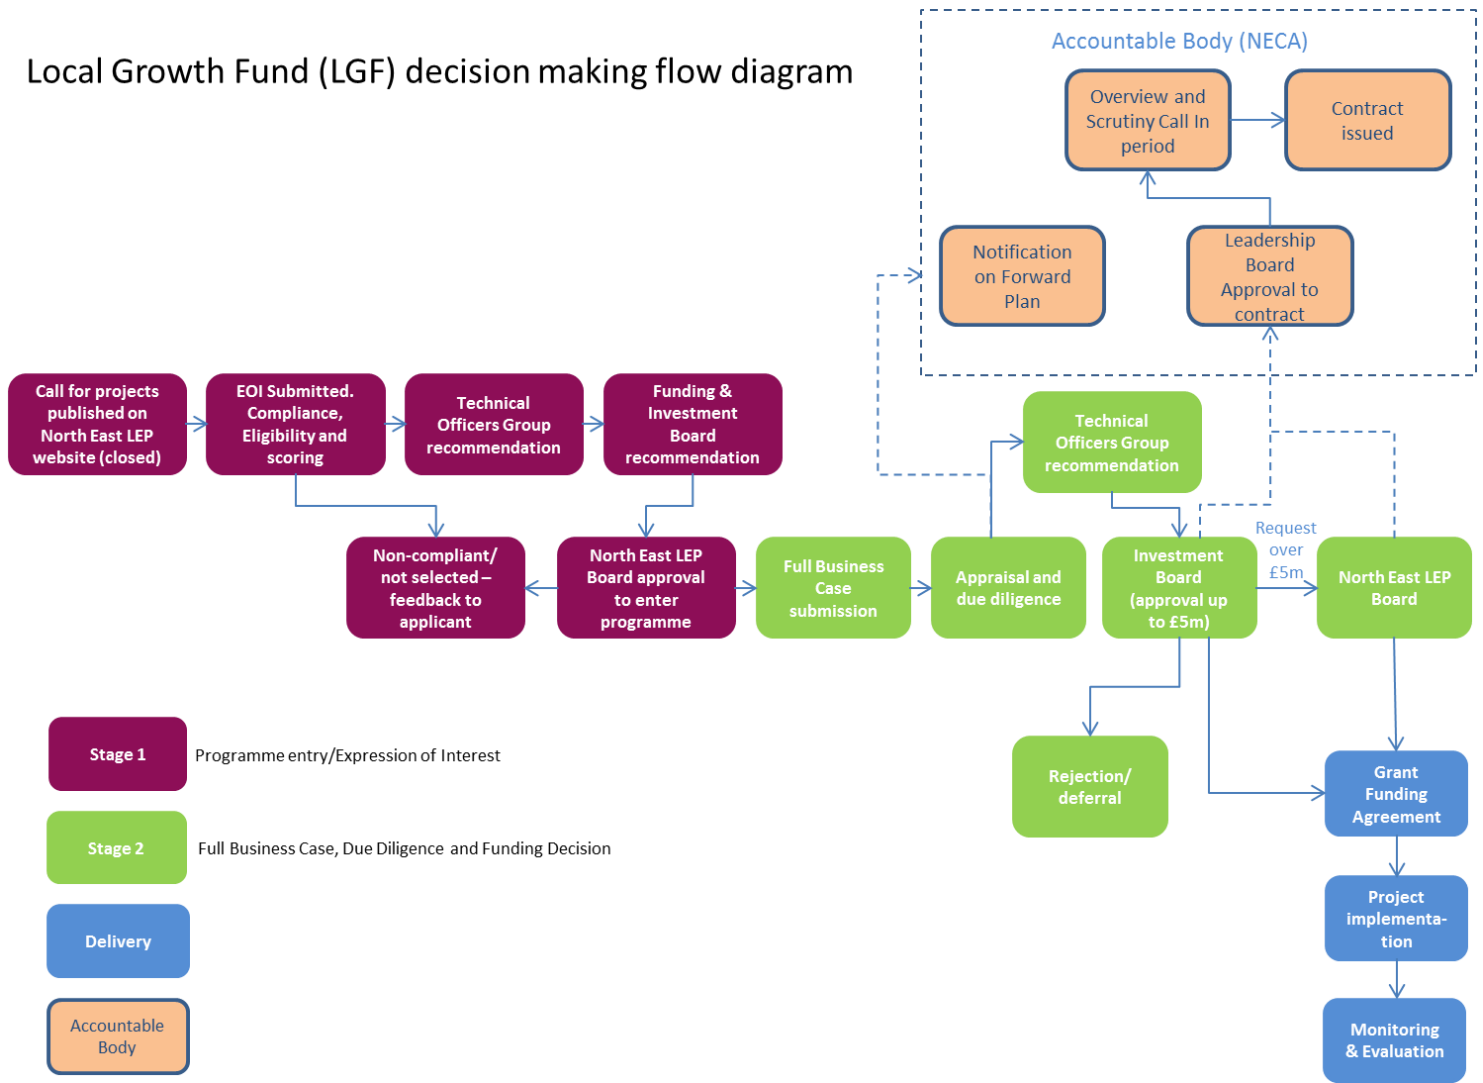 Local Growth Fund (LGF) decision making flow diagram
Accountable Body (NECA)
Overview and
Scrutiny Call In
period
Contract
issued
Notification
on Forward
Plan
Leadership
Board
Approval to
contract
Call for projects
published on
North East LEP
website (closed)
EOI Submitted.
Compliance,
Eligibility and
scoring
Technical
Officers Group
recommendation
Funding &
Investment
Board
recommendation
Technical
Officers Group
recommendation
Non-compliant/
not selected –
feedback to
applicant
North East LEP
Board approval
to enter
programme
Full Business
Case
submission
Appraisal and
due diligence
Investment
Board
(approval up
to £5m)
Request
over
£5m
North East LEP
Board
Rejection/
deferral
Grant
Funding
Agreement
Project
implementa-
tion
Monitoring
& Evaluation
Stage 1
Programme entry/Expression of Interest
Stage 2
Full Business Case, Due Diligence and Funding Decision
Delivery
Accountable
Body